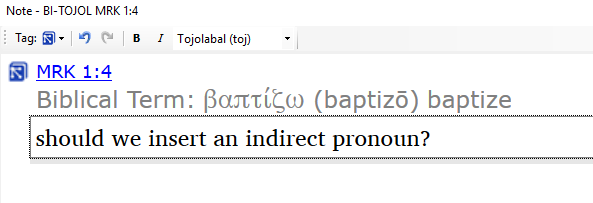 Note - BI-TOJOL MRK 1:4
Tag: B I Tojolabal (toj)
MRK 1:4
Biblical Term: βαπτίζω (baptizō) baptize
should we insert an indirect pronoun?